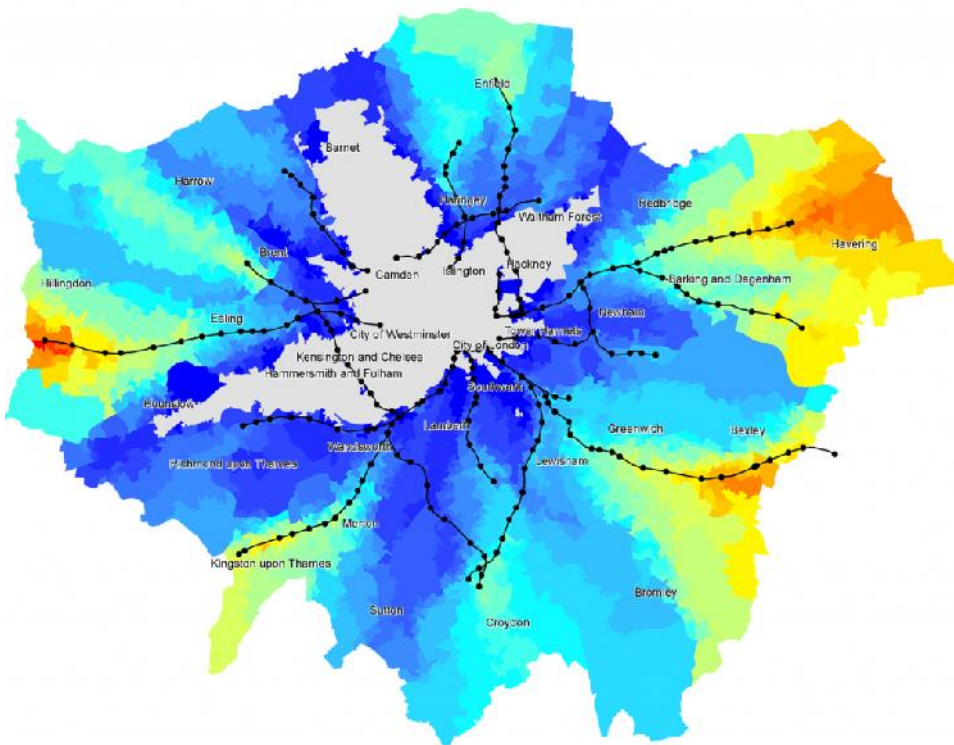 Enfield
Barnet
Harrow
Haringey
Waltham Forest
Redbridge
Havering
Brent
Camden
Islington
Hackney
Barking and Dagenham
Hillingdon
Ealing
City of Westminster
Tower Hamlets
Newham
City of London
Kensington and Chelsea
Hammersmith and Fulham
Southwark
Hounslow
Lambeth
Greenwich
Bexley
Wandsworth
Richmond upon Thames
Lewisham
Merton
Kingston upon Thames
Sutton
Bromley
Croydon